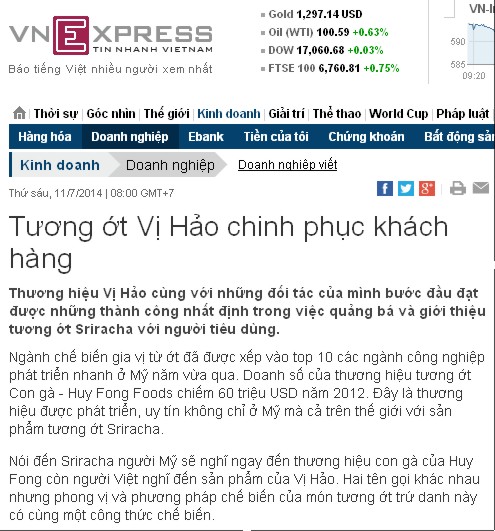 VNEXPRESS
TIN NHANH VIETNAM
Báo tiếng Việt nhiều người xem nhất
Gold 1,297.14 USD
Oil (WTI) 100.59 +0.63%
DOW 17,060.68 +0.03%
FTSE 100 6,760.81 +0.75%
VN-In
590
585
09:20
Thời sự Góc nhìn Thế giới Kinh doanh Giải trí Thể thao World Cup Pháp luật
Hàng hóa Doanh nghiệp Ebank Tiền của tôi Chứng khoán Bất động sả
Kinh doanh Doanh nghiệp Doanh nghiệp viết
Thứ sáu, 11/7/2014 | 08:00 GMT+7
Tương ớt Vị Hảo chinh phục khách
hàng
Thương hiệu Vị Hảo cùng với những đối tác của mình bước đầu đạt
được những thành công nhất định trong việc quảng bá và giới thiệu
tương ớt Sriracha với người tiêu dùng.
Ngành chế biến gia vị từ ớt đã được xếp vào top 10 các ngành công nghiệp
phát triển nhanh ở Mỹ năm vừa qua. Doanh số của thương hiệu tương ớt
Con gà - Huy Fong Foods chiếm 60 triệu USD năm 2012. Đây là thương
hiệu được phát triển, uy tín không chỉ ở Mỹ mà cả trên thế giới với sản
phẩm tương ớt Sriracha.
Nói đến Sriracha người Mỹ sẽ nghĩ ngay đến thương hiệu con gà của Huy
Fong còn người Việt nghĩ đến sản phẩm của Vị Hảo. Hai tên gọi khác nhau
nhưng phong vị và phương pháp chế biến của món tương ớt trứ danh này
có cùng một công thức chế biến.